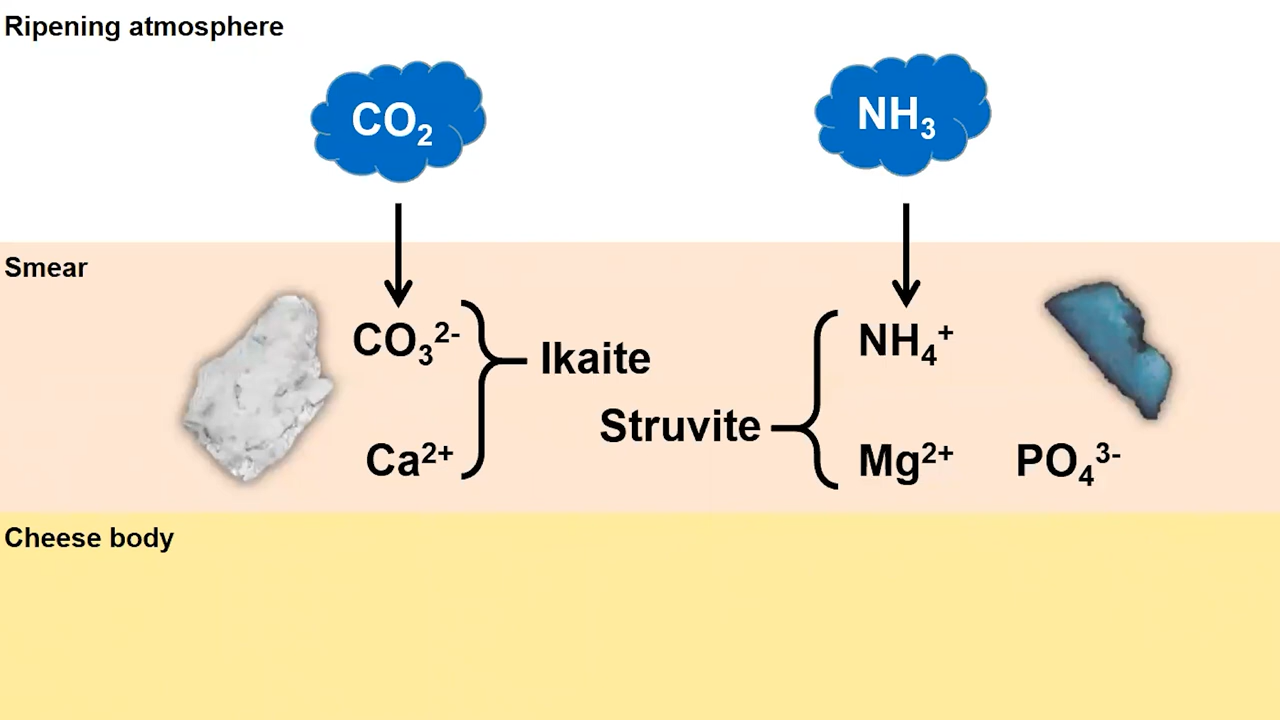 Ripening atmosphere
CO₂
NH₃
Smear
CO₃²⁻
Ikaite
NH₄⁺
Struvite
Ca²⁺
Mg²⁺
PO₄³⁻
Cheese body